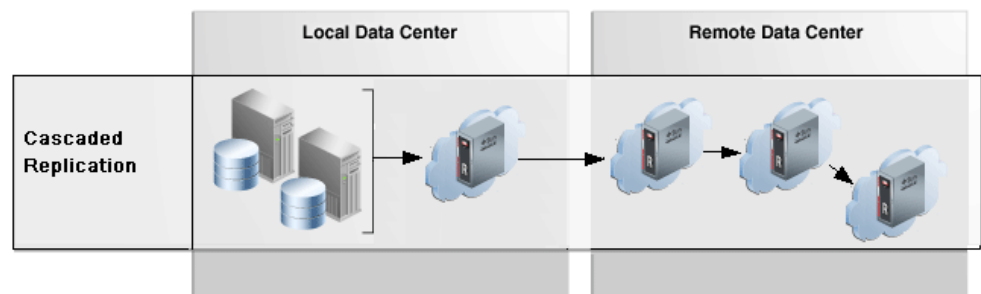 Local Data Center
Remote Data Center
Cascaded
Replication
R
R
R
R